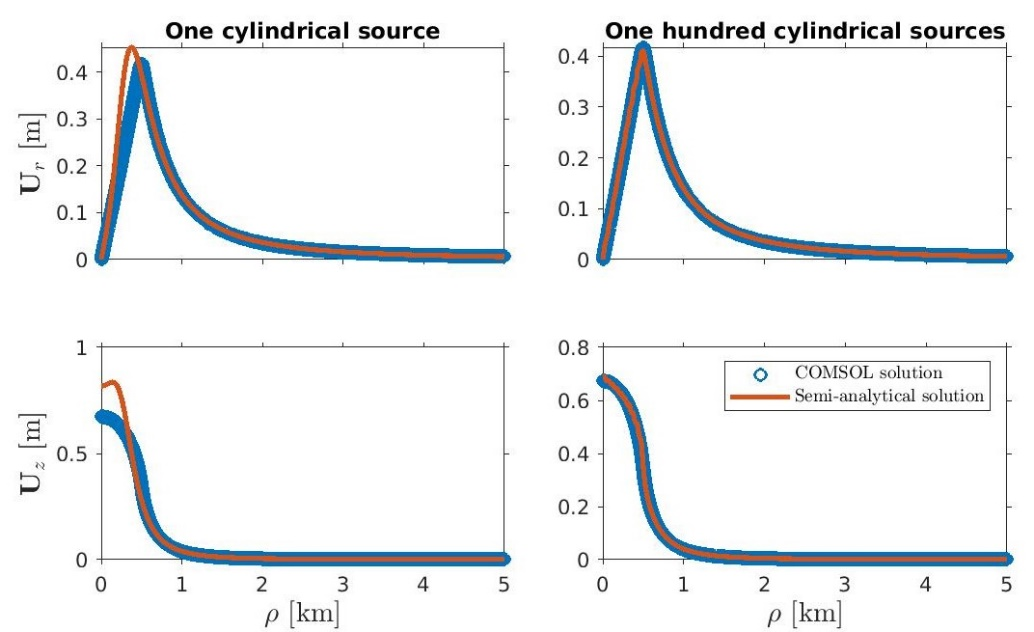 One cylindrical source
One hundred cylindrical sources
0.4
0.3
0.2
0.1
0
U_r [m]
0.4
0.3
0.2
0.1
0
1
0.5
0
U_z [m]
0 1 2 3 4 5
ρ [km]
0.8
0.6
0.4
0.2
0
COMSOL solution
Semi-analytical solution
0 1 2 3 4 5
ρ [km]